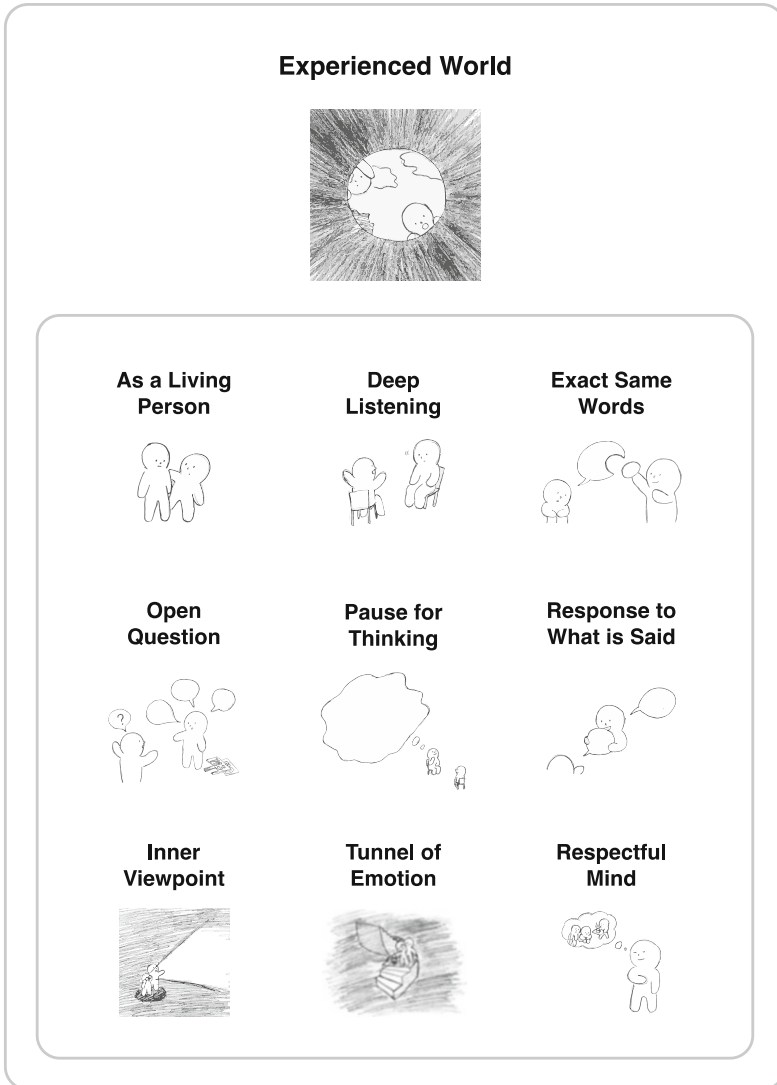 Experienced World
As a Living
Person
Deep
Listening
Exact Same
Words
Open
Question
?
Pause for
Thinking
Response to
What is Said
Inner
Viewpoint
Tunnel of
Emotion
Respectful
Mind